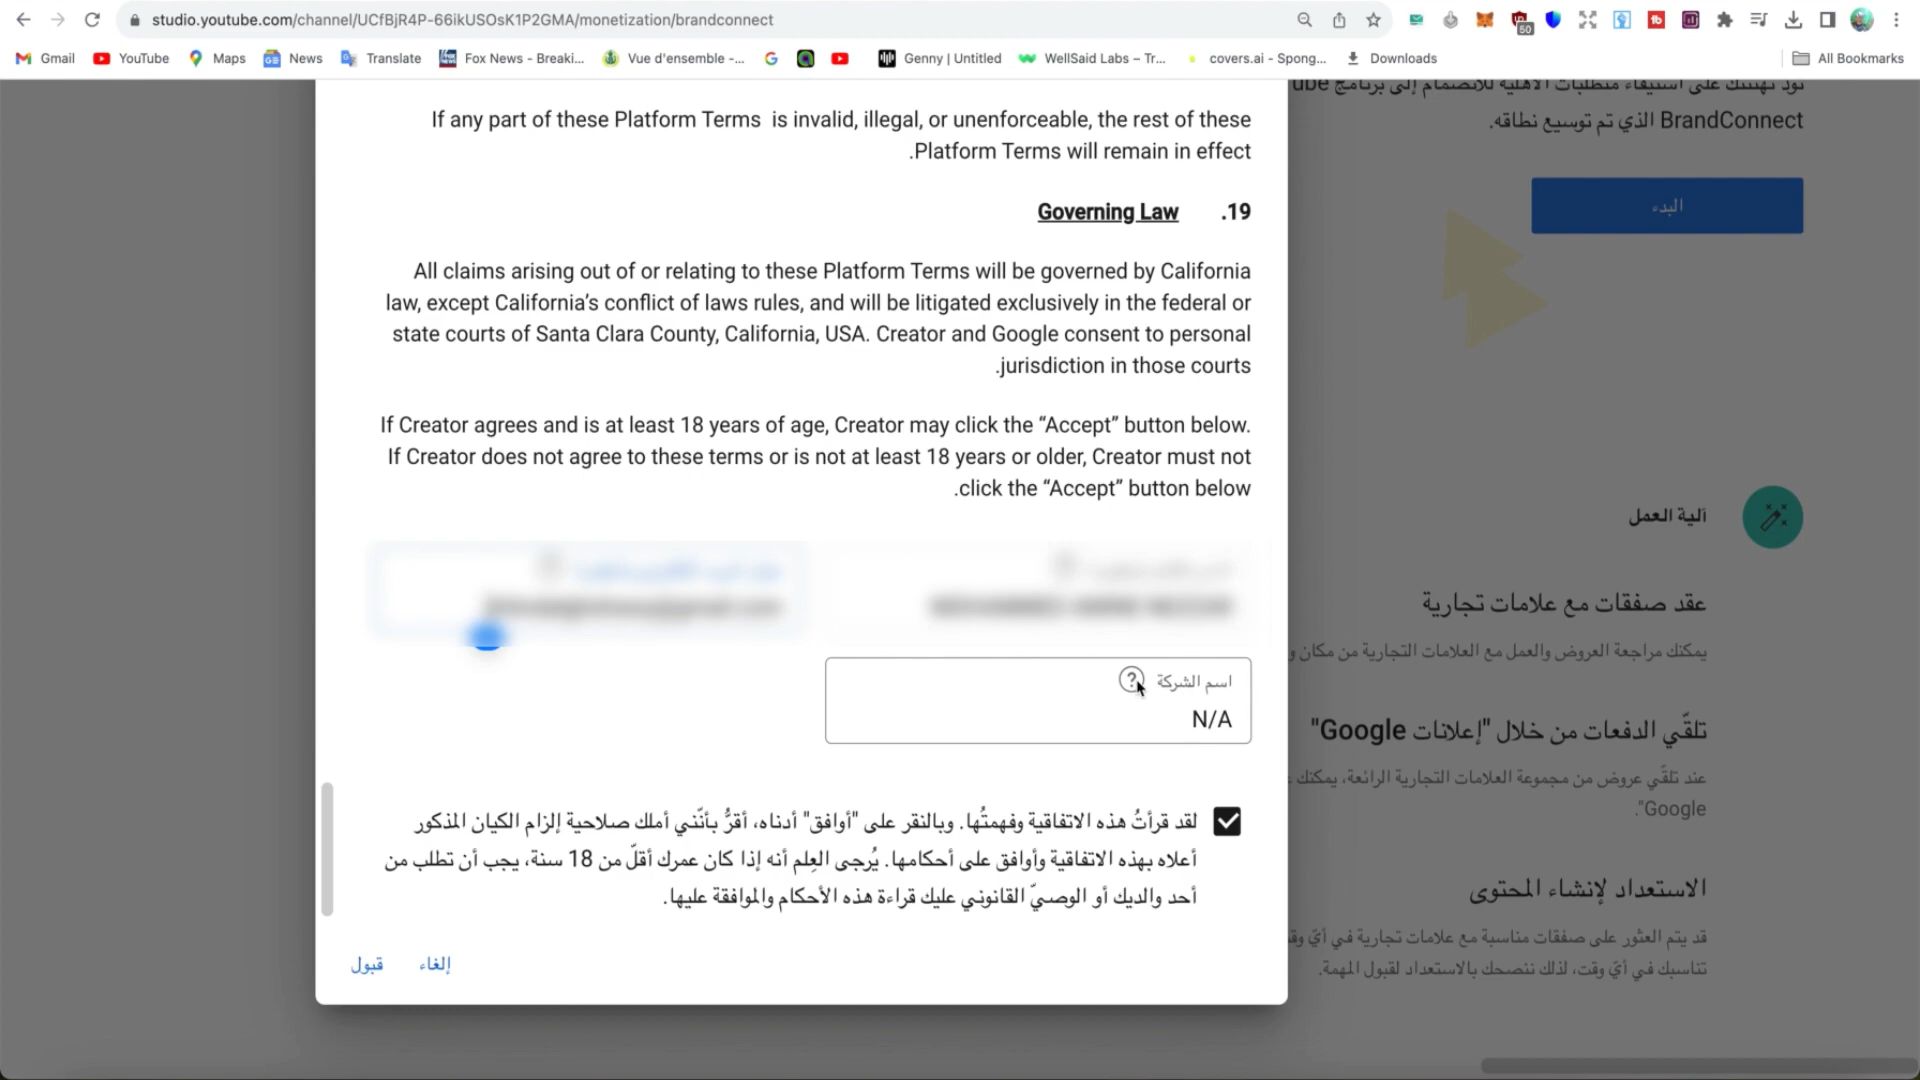 studio.youtube.com/channel/UCfBjR4P-66ikUSOsK1P2GMA/monetization/brandconnect
50
Gmail YouTube Maps News Translate Fox News - Breaki... Vue d'ensemble -... Genny | Untitled WellSaid Labs – Tr... covers.ai - Spong... Downloads All Bookmarks
If any part of these Platform Terms is invalid, illegal, or unenforceable, the rest of these
.Platform Terms will remain in effect
Governing Law .19
All claims arising out of or relating to these Platform Terms will be governed by California
law, except California’s conflict of laws rules, and will be litigated exclusively in the federal or
state courts of Santa Clara County, California, USA. Creator and Google consent to personal
.jurisdiction in those courts
If Creator agrees and is at least 18 years of age, Creator may click the “Accept” button below.
If Creator does not agree to these terms or is not at least 18 years or older, Creator must not
.click the “Accept” button below
اسم الشركة ?
N/A
لقد قرأتُ هذه الاتفاقية وفهمتُها. وبالنقر على "أوافق" أدناه، أقرُّ بأنّني أملك صلاحية إلزام الكيان المذكور
أعلاه بهذه الاتفاقية وأوافق على أحكامها. يُرجى العِلم أنه إذا كان عمرك أقلّ من 18 سنة، يجب أن تطلب من
أحد والديك أو الوصيّ القانوني عليك قراءة هذه الأحكام والموافقة عليها.
إلغاء قبول
نود تهنئتك على استيفاء متطلبات الأهلية للانضمام إلى برنامج ube
BrandConnect الذي تم توسيع نطاقه.
البدء
آلية العمل
عقد صفقات مع علامات تجارية
يمكنك مراجعة العروض والعمل مع العلامات التجارية من مكان و
تلقّي الدفعات من خلال "إعلانات Google"
عند تلقّي عروض من مجموعة العلامات التجارية الرائعة، يمكنك
Google".
الاستعداد لإنشاء المحتوى
قد يتم العثور على صفقات مناسبة مع علامات تجارية في أيّ وق
تناسبك في أيّ وقت، لذلك ننصحك بالاستعداد لقبول المهمة.